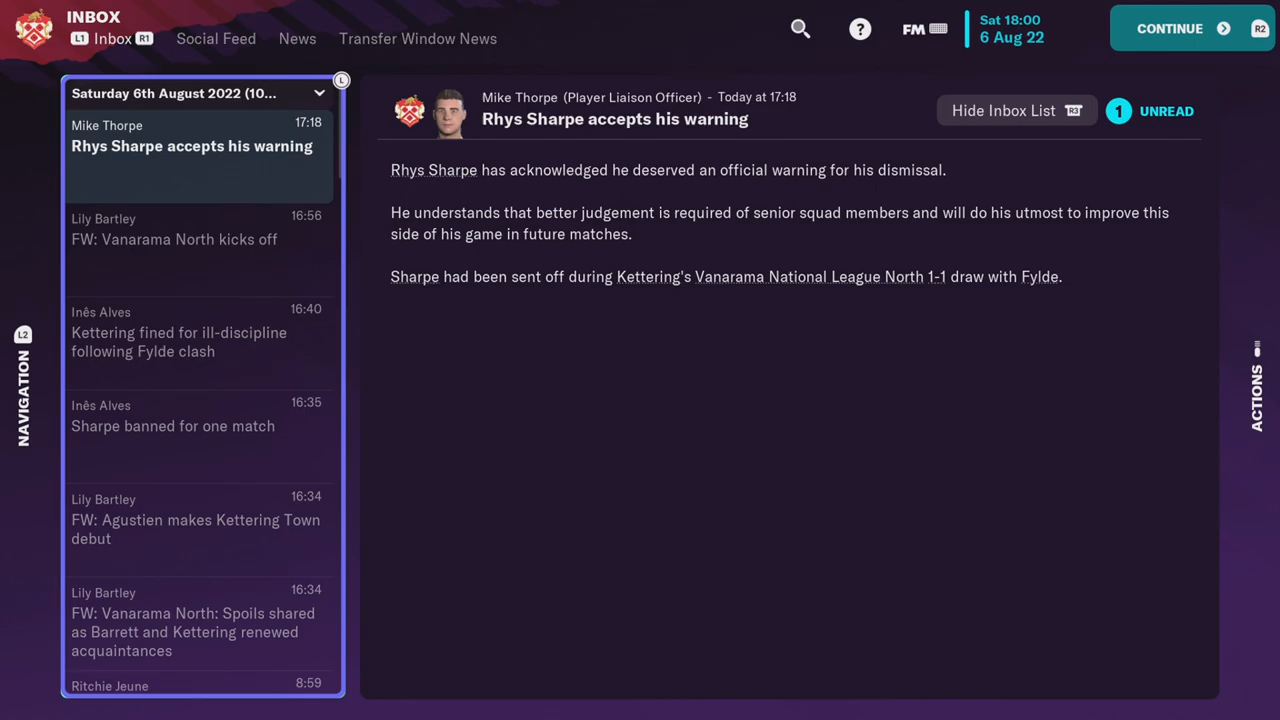 INBOX
L1 Inbox R1 Social Feed News Transfer Window News
? FM Sat 18:00
6 Aug 22
CONTINUE R2
Saturday 6th August 2022 (10... L
Mike Thorpe 17:18
Rhys Sharpe accepts his warning
Lily Bartley 16:56
FW: Vanarama North kicks off
Inês Alves 16:40
Kettering fined for ill-discipline
following Fylde clash
Inês Alves 16:35
Sharpe banned for one match
Lily Bartley 16:34
FW: Agustien makes Kettering Town
debut
Lily Bartley 16:34
FW: Vanarama North: Spoils shared
as Barrett and Kettering renewed
acquaintances
Ritchie Jeune 8:59
Mike Thorpe (Player Liaison Officer) - Today at 17:18
Rhys Sharpe accepts his warning
Hide Inbox List R3 1 UNREAD
Rhys Sharpe has acknowledged he deserved an official warning for his dismissal.
He understands that better judgement is required of senior squad members and will do his utmost to improve this
side of his game in future matches.
Sharpe had been sent off during Kettering's Vanarama National League North 1-1 draw with Fylde.
L2 NAVIGATION
ACTIONS